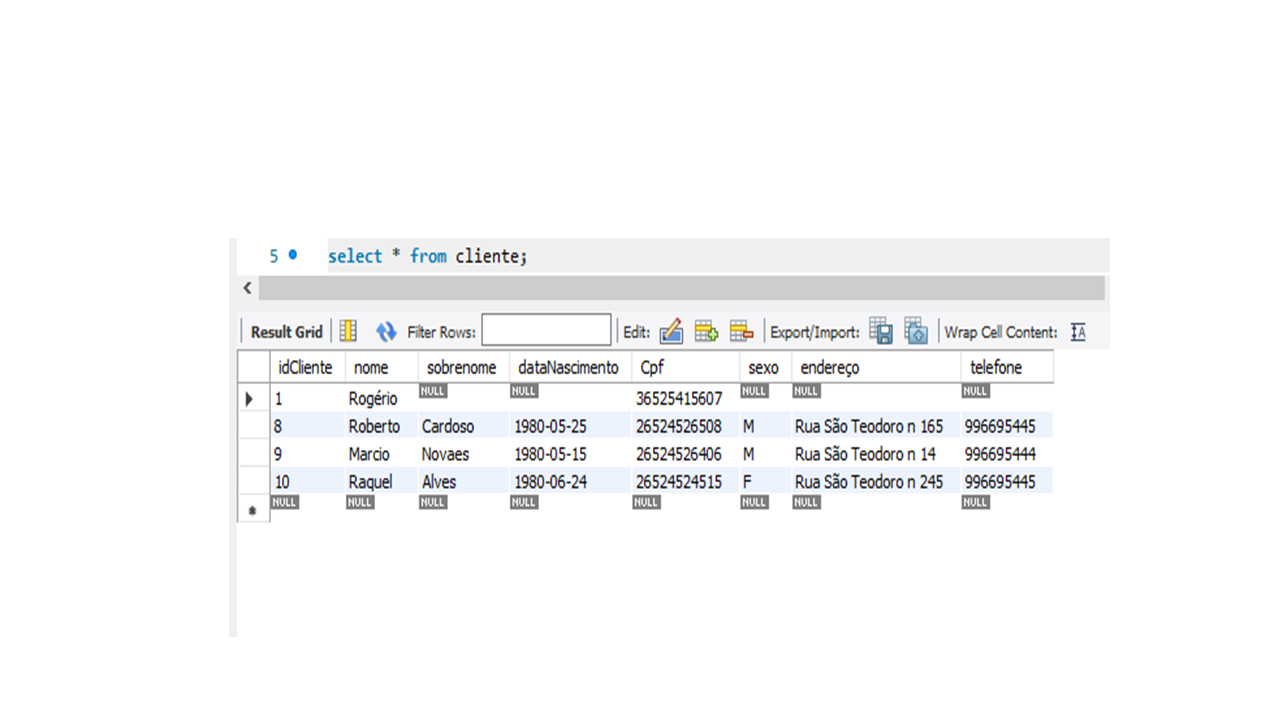 5 select * from cliente;
Result Grid Filter Rows: Edit: Export/Import: Wrap Cell Content: IA
idCliente nome sobrenome dataNascimento Cpf sexo endereço telefone
1 Rogério NULL NULL 36525415607 NULL NULL NULL
8 Roberto Cardoso 1980-05-25 26524526508 M Rua São Teodoro n 165 996695445
9 Marcio Novaes 1980-05-15 26524526406 M Rua São Teodoro n 14 996695444
10 Raquel Alves 1980-06-24 26524524515 F Rua São Teodoro n 245 996695445
NULL NULL NULL NULL NULL NULL NULL NULL